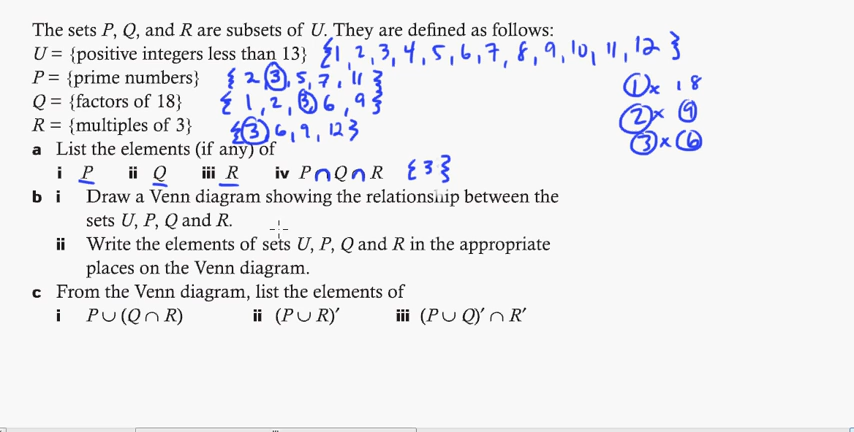 The sets P, Q, and R are subsets of U. They are defined as follows:
U = {positive integers less than 13} {1, 2, 3, 4, 5, 6, 7, 8, 9, 10, 11, 12}
P = {prime numbers} {2 3, 5, 7, 11} 1 x 18
Q = {factors of 18} {1, 2, 3, 6, 9} 2 x 9
R = {multiples of 3} {3, 6, 9, 12} 3 x 6
a List the elements (if any) of
i P ii Q iii R iv P∩Q∩R {3}
b i Draw a Venn diagram showing the relationship between the
sets U, P, Q and R.
ii Write the elements of sets U, P, Q and R in the appropriate
places on the Venn diagram.
c From the Venn diagram, list the elements of
i P∪(Q∩R) ii (P∪R)′ iii (P∪Q)′∩R′